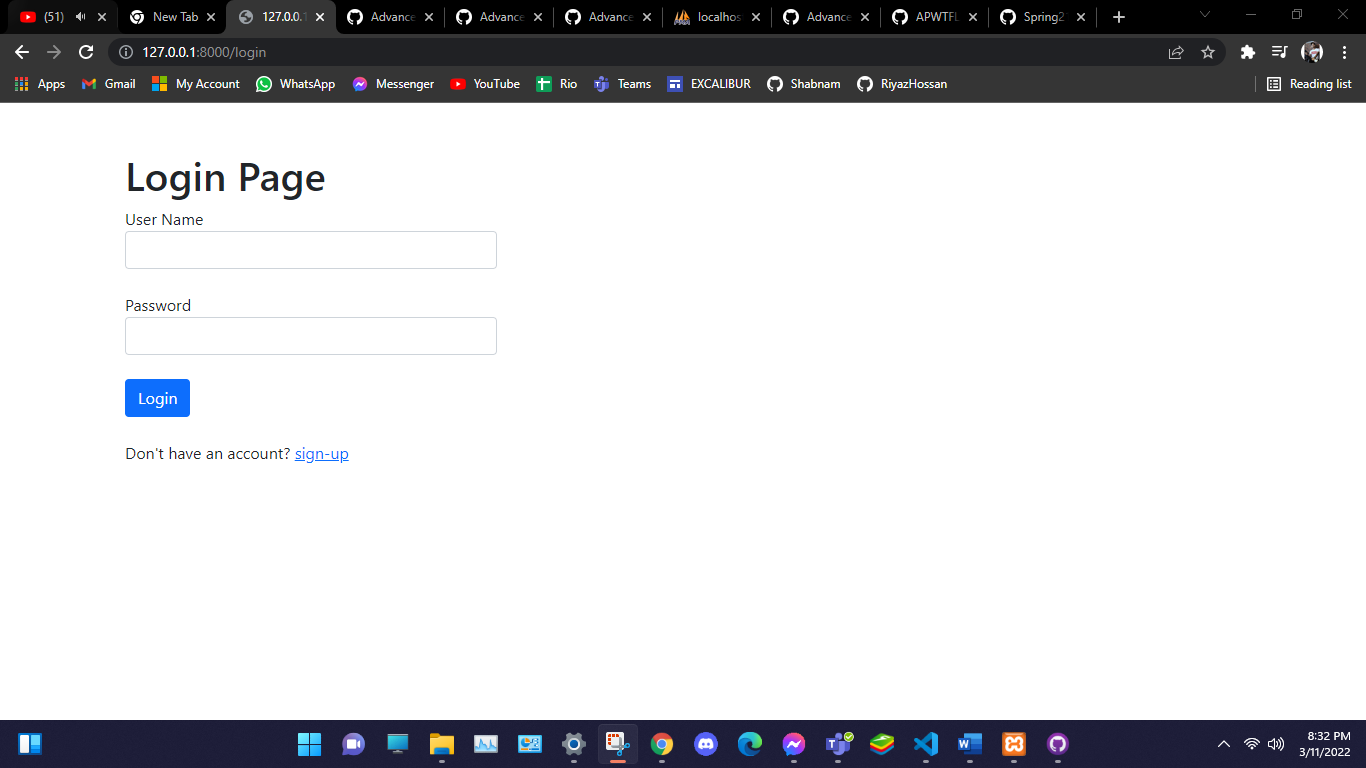 (51)
New Tab
127.0.0.1
Advance
Advance
Advance
localhos
Advance
APWTFL
Spring2
127.0.0.1:8000/login
Apps
Gmail
My Account
WhatsApp
Messenger
YouTube
Rio
Teams
EXCALIBUR
Shabnam
RiyazHossan
Reading list
Login Page
User Name
Password
Login
Don't have an account? sign-up
8:32 PM
3/11/2022